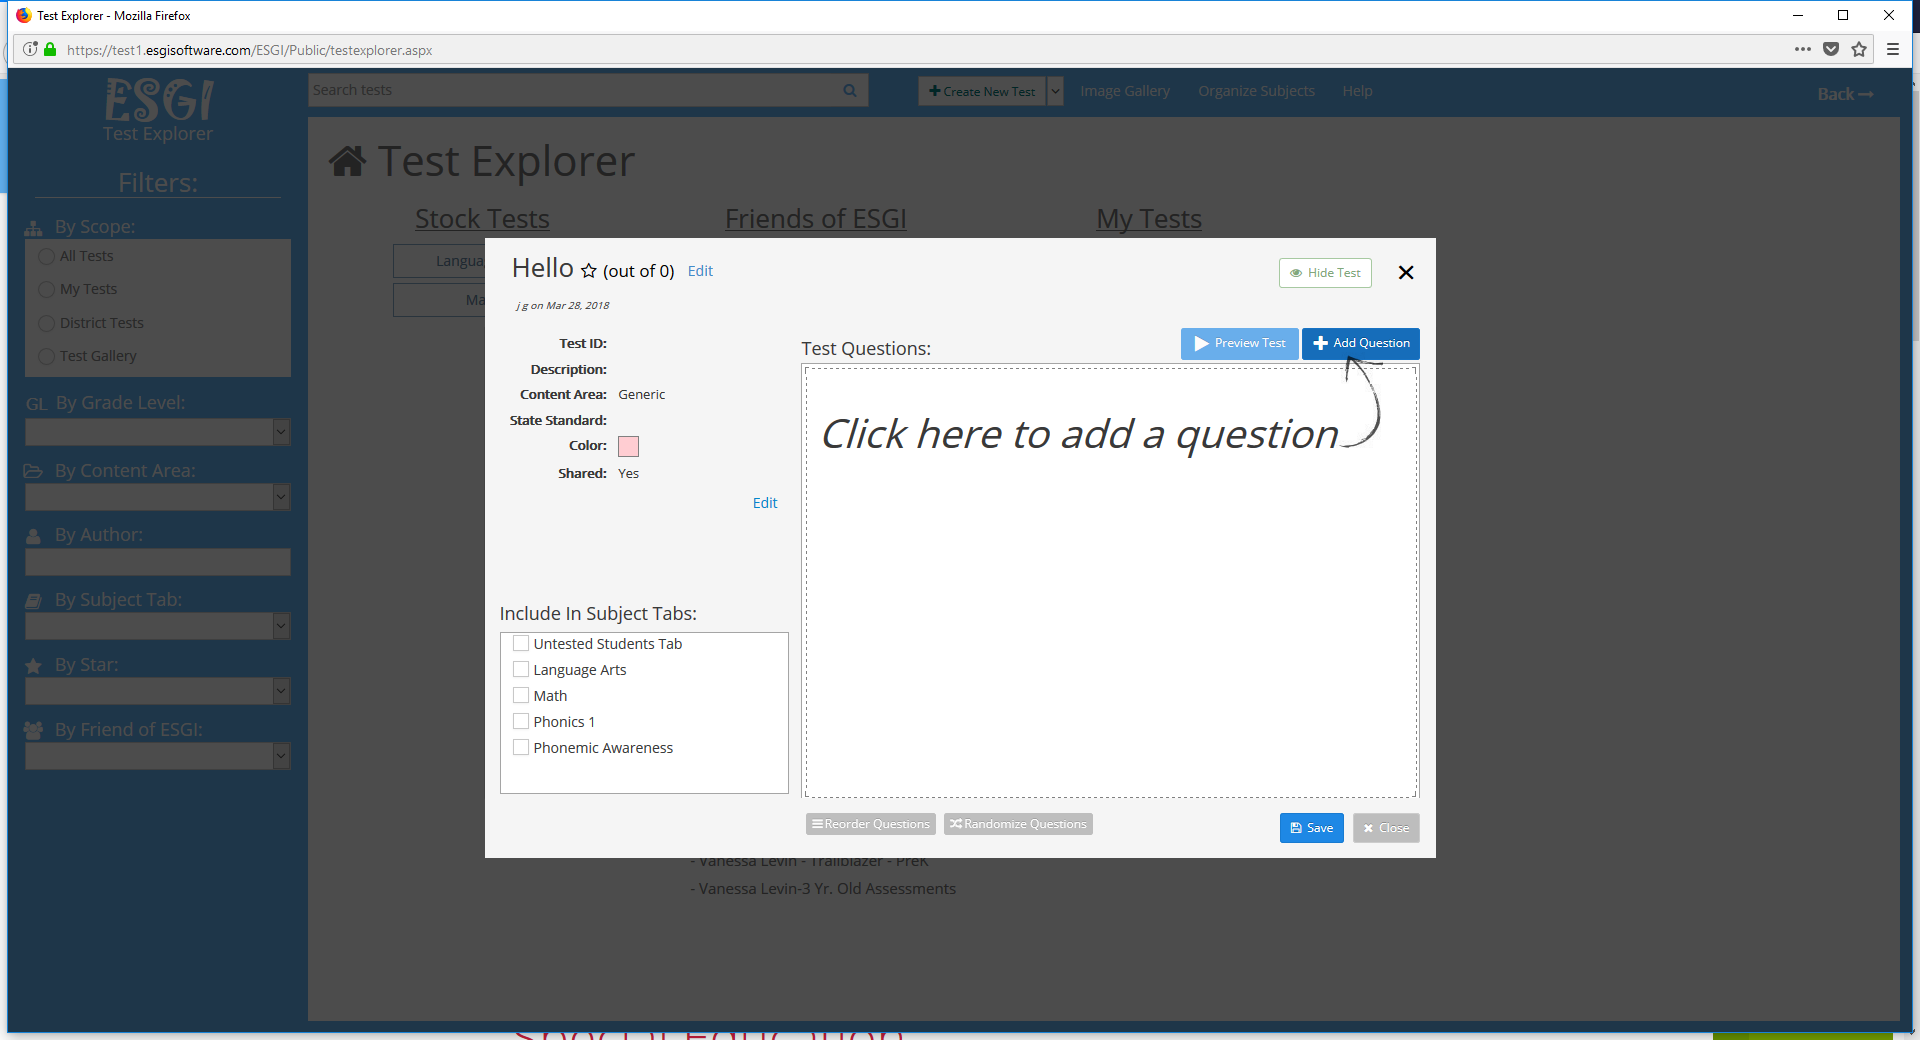 Test Explorer - Mozilla Firefox
https://test1.esgisoftware.com/ESGI/Public/testexplorer.aspx
ESGI
Test Explorer
Search tests
Create New Test
Image Gallery
Organize Subjects
Help
Back
Filters:
By Scope:
All Tests
My Tests
District Tests
Test Gallery
GL By Grade Level:
By Content Area:
By Author:
By Subject Tab:
By Star:
By Friend of ESGI:
Test Explorer
Stock Tests
Friends of ESGI
My Tests
Langua
Ma
Hello (out of 0) Edit
Hide Test
j g on Mar 28, 2018
Test ID:
Description:
Content Area: Generic
State Standard:
Color:
Shared: Yes
Edit
Test Questions:
Preview Test
Add Question
Click here to add a question
Include In Subject Tabs:
Untested Students Tab
Language Arts
Math
Phonics 1
Phonemic Awareness
Reorder Questions
Randomize Questions
Save
Close
- Vanessa Levin - Trailblazer - PreK
- Vanessa Levin-3 Yr. Old Assessments